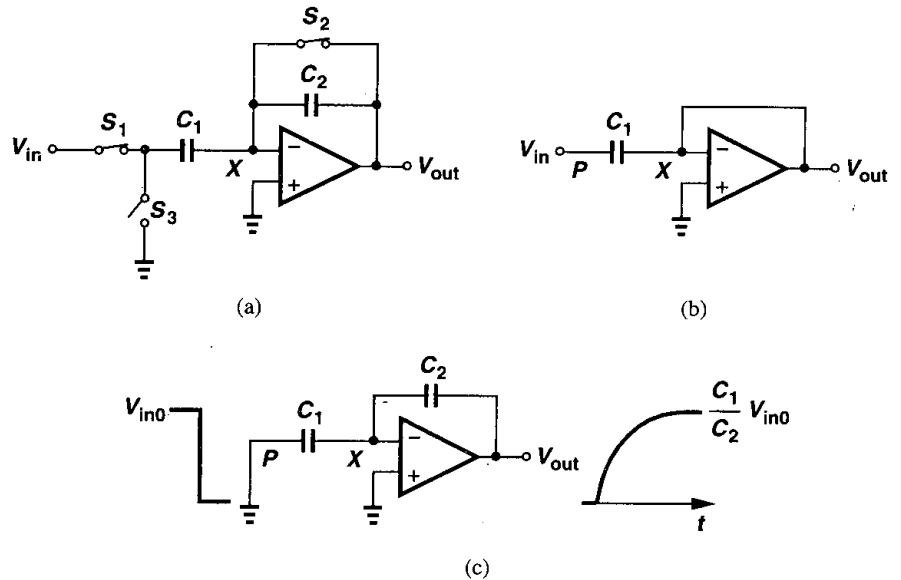 S2
C2
S1
C1
Vin
X
−
+
Vout
S3
(a)
C1
Vin
P
X
−
+
Vout
(b)
Vin0
C1
P
X
C2
−
+
Vout
C1
C2
Vin0
t
(c)